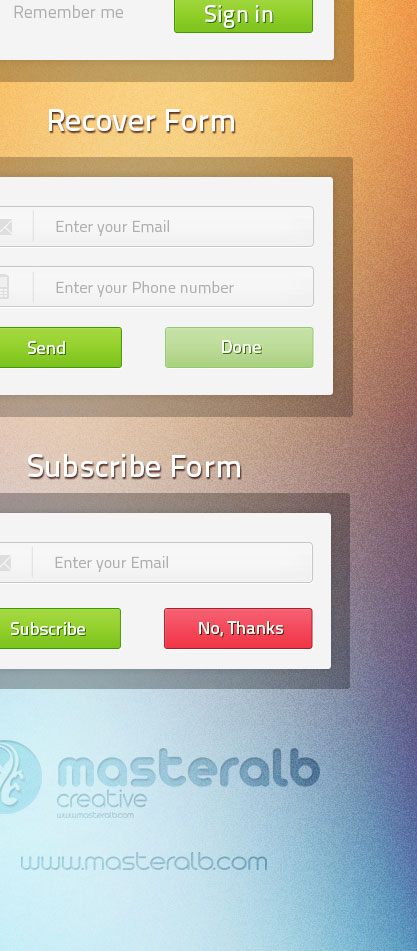 Remember me
Sign in
Recover Form
Enter your Email
Enter your Phone number
Send
Done
Subscribe Form
Enter your Email
Subscribe
No, Thanks
masteralb
creative
www.masteralb.com
www.masteralb.com